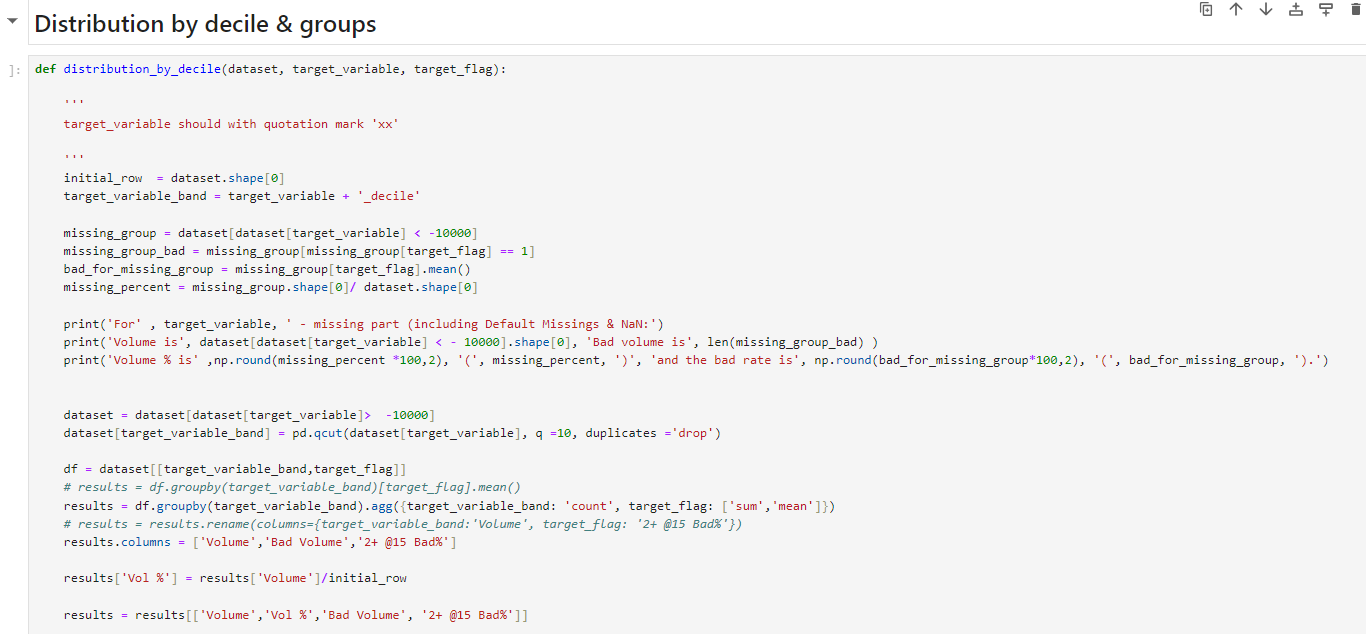 Distribution by decile & groups
]: def distribution_by_decile(dataset, target_variable, target_flag):
    '''
    target_variable should with quotation mark 'xx'
    '''
    initial_row  = dataset.shape[0]
    target_variable_band = target_variable + '_decile'
    missing_group = dataset[dataset[target_variable] < -10000]
    missing_group_bad = missing_group[missing_group[target_flag] == 1]
    bad_for_missing_group = missing_group[target_flag].mean()
    missing_percent = missing_group.shape[0]/ dataset.shape[0]
    print('For' , target_variable, ' - missing part (including Default Missings & NaN:')
    print('Volume is', dataset[dataset[target_variable] < - 10000].shape[0], 'Bad volume is', len(missing_group_bad) )
    print('Volume % is' ,np.round(missing_percent *100,2), '(', missing_percent, ')', 'and the bad rate is', np.round(bad_for_missing_group*100,2), '(', bad_for_missing_group, ').')
    dataset = dataset[dataset[target_variable]>  -10000]
    dataset[target_variable_band] = pd.qcut(dataset[target_variable], q =10, duplicates ='drop')
    df = dataset[[target_variable_band,target_flag]]
    # results = df.groupby(target_variable_band)[target_flag].mean()
    results = df.groupby(target_variable_band).agg({target_variable_band: 'count', target_flag: ['sum','mean']})
    # results = results.rename(columns={target_variable_band:'Volume', target_flag: '2+ @15 Bad%'})
    results.columns = ['Volume','Bad Volume','2+ @15 Bad%']
    results['Vol %'] = results['Volume']/initial_row
    results = results[['Volume','Vol %','Bad Volume', '2+ @15 Bad%']]